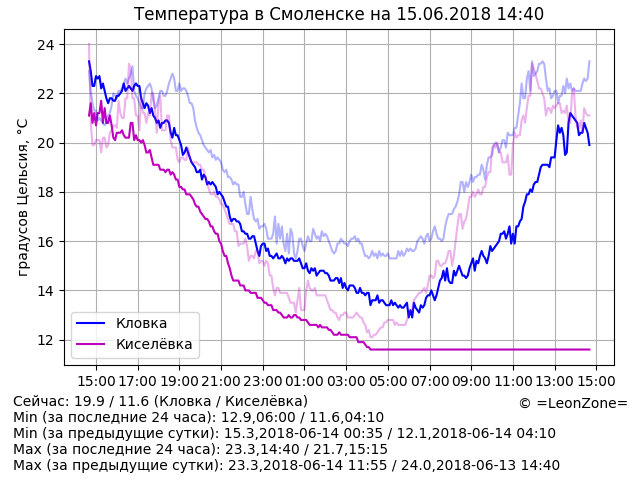 Температура в Смоленске на 15.06.2018 14:40
градусов Цельсия, °C
24
22
20
18
16
14
12
Кловка
Киселёвка
15:00 17:00 19:00 21:00 23:00 01:00 03:00 05:00 07:00 09:00 11:00 13:00 15:00
Сейчас: 19.9 / 11.6 (Кловка / Киселёвка)
© =LeonZone=
Min (за последние 24 часа): 12.9,06:00 / 11.6,04:10
Min (за предыдущие сутки): 15.3,2018-06-14 00:35 / 12.1,2018-06-14 04:10
Max (за последние 24 часа): 23.3,14:40 / 21.7,15:15
Max (за предыдущие сутки): 23.3,2018-06-14 11:55 / 24.0,2018-06-13 14:40